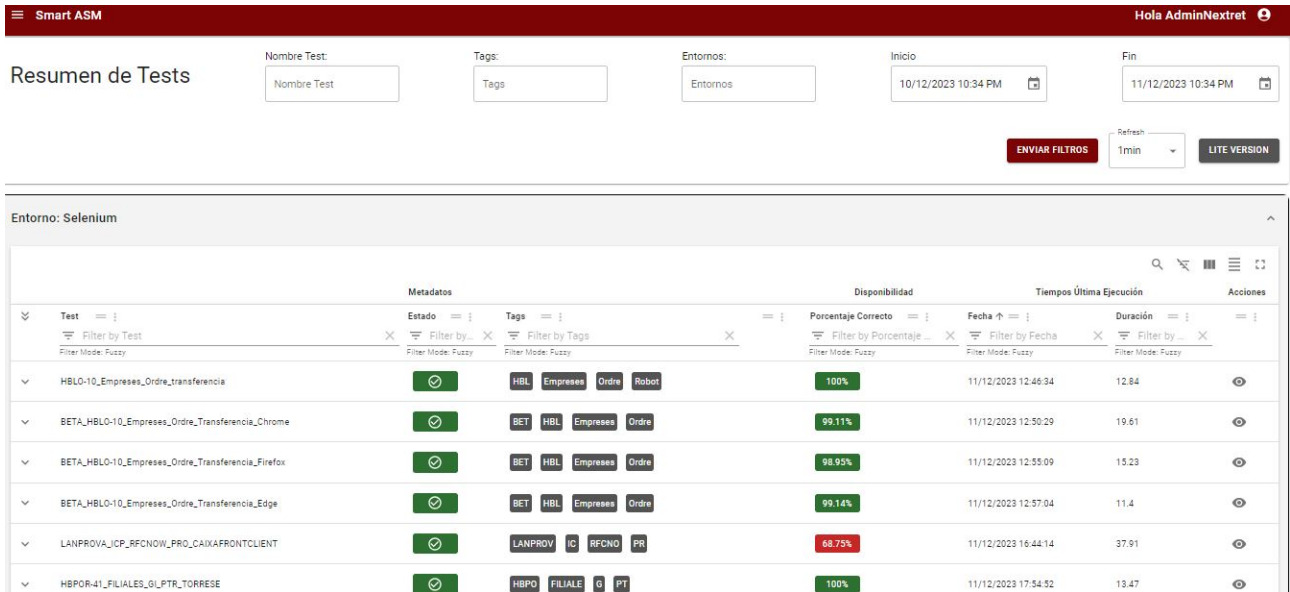 Smart ASM Hola AdminNextret
Nombre Test: Tags: Entornos: Inicio Fin
Resumen de Tests Nombre Test Tags Entornos 10/12/2023 10:34 PM 11/12/2023 10:34 PM
Refresh
ENVIAR FILTROS 1min LITE VERSION
Entorno: Selenium
Metadatos Disponibilidad Tiempos Última Ejecución Acciones
Test Estado Tags Porcentaje Correcto Fecha Duración
Filter by Test Filter by... Filter by Tags Filter by Porcentaje ... Filter by Fecha Filter by ...
Filter Mode: Fuzzy Filter Mode: Fuzzy Filter Mode: Fuzzy Filter Mode: Fuzzy Filter Mode: Fuzzy Filter Mode: Fuzzy
HBLO-10_Empreses_Ordre_transferencia HBL Empreses Ordre Robot 100% 11/12/2023 12:46:34 12.84
BETA_HBLO-10_Empreses_Ordre_Transferencia_Chrome BET HBL Empreses Ordre 99.11% 11/12/2023 12:50:29 19.61
BETA_HBLO-10_Empreses_Ordre_Transferencia_Firefox BET HBL Empreses Ordre 98.95% 11/12/2023 12:55:09 15.23
BETA_HBLO-10_Empreses_Ordre_Transferencia_Edge BET HBL Empreses Ordre 99.14% 11/12/2023 12:57:04 11.4
LANPROVA_ICP_RFCNOW_PRO_CAIXAFRONTCLIENT LANPROV IC RFCNO PR 68.75% 11/12/2023 16:44:14 37.91
HBPOR-41_FILIALES_GI_PTR_TORRESE HBPO FILIALE G PT 100% 11/12/2023 17:54:52 13.47